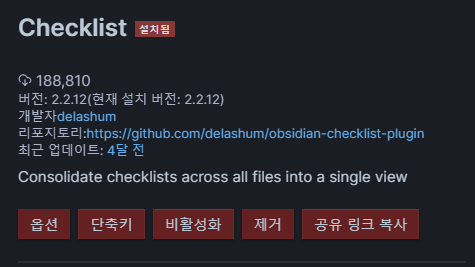 Checklist 설치됨
188,810
버전: 2.2.12(현재 설치 버전: 2.2.12)
개발자delashum
리포지토리:https://github.com/delashum/obsidian-checklist-plugin
최근 업데이트: 4달 전
Consolidate checklists across all files into a single view
옵션 단축키 비활성화 제거 공유 링크 복사